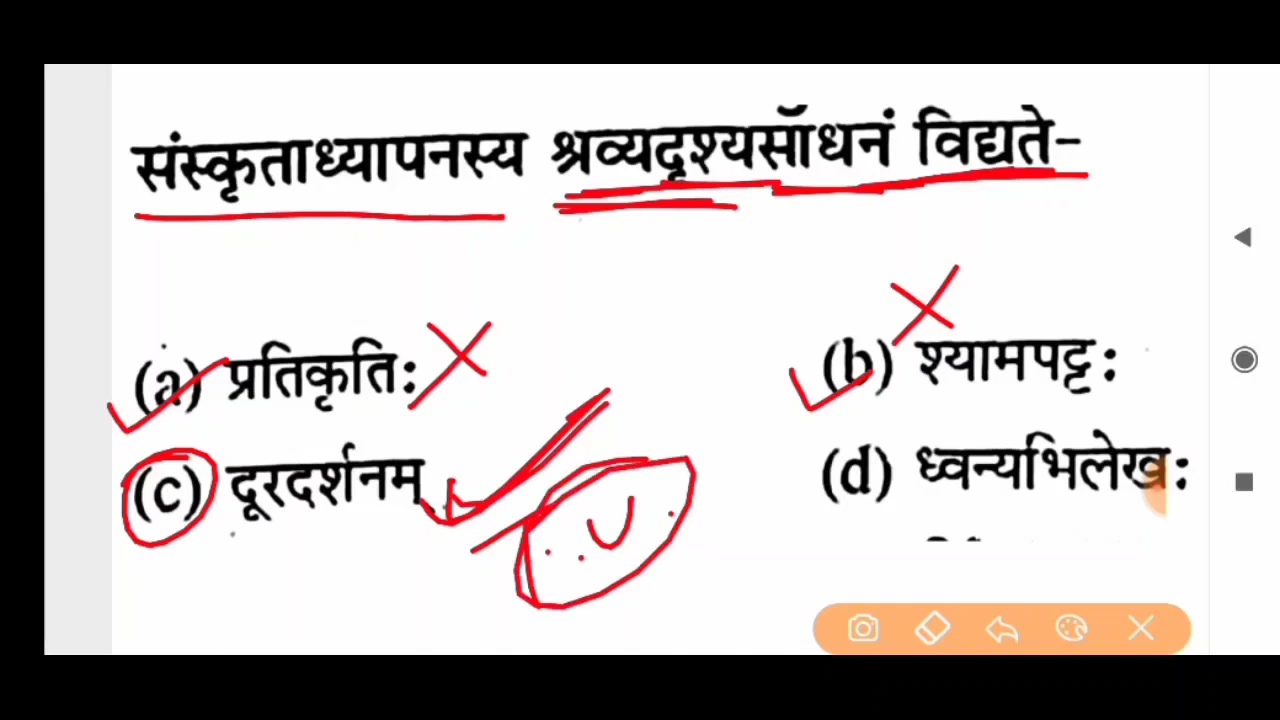 संस्कृताध्यापनस्य श्रव्यदृश्यसाधनं विद्यते-
(a) प्रतिकृतिः (b) श्यामपट्टः
(c) दूरदर्शनम् (d) ध्वन्यभिलेखः